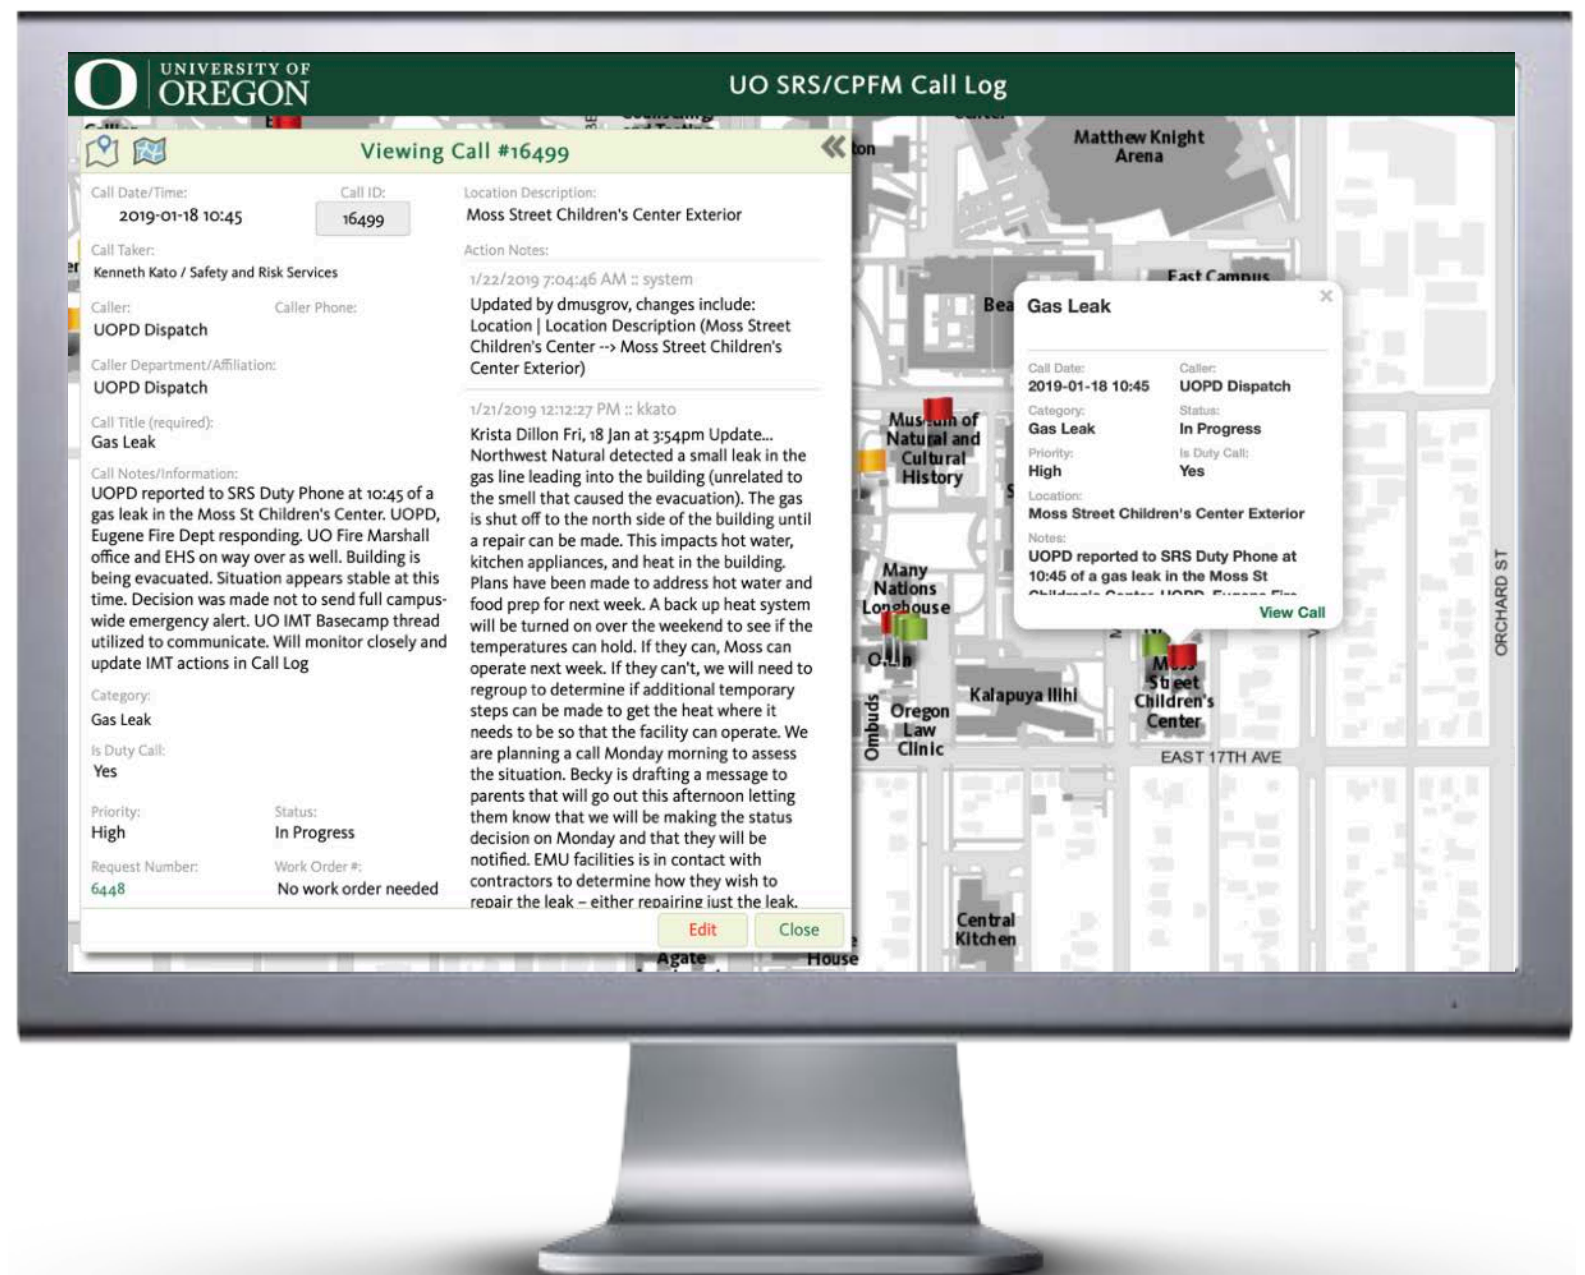 UNIVERSITY OF
OREGON
UO SRS/CPFM Call Log
Viewing Call #16499
Call Date/Time:
2019-01-18 10:45
Call ID:
16499
Call Taker:
Kenneth Kato / Safety and Risk Services
Caller:
UOPD Dispatch
Caller Phone:
Caller Department/Affiliation:
UOPD Dispatch
Call Title (required):
Gas Leak
Call Notes/Information:
UOPD reported to SRS Duty Phone at 10:45 of a
gas leak in the Moss St Children's Center. UOPD,
Eugene Fire Dept responding. UO Fire Marshall
office and EHS on way over as well. Building is
being evacuated. Situation appears stable at this
time. Decision was made not to send full campus-
wide emergency alert. UO IMT Basecamp thread
utilized to communicate. Will monitor closely and
update IMT actions in Call Log
Category:
Gas Leak
Is Duty Call:
Yes
Priority:
High
Status:
In Progress
Request Number:
6448
Work Order #:
No work order needed
Location Description:
Moss Street Children's Center Exterior
Action Notes:
1/22/2019 7:04:46 AM :: system
Updated by dmusgrov, changes include:
Location | Location Description (Moss Street
Children's Center --> Moss Street Children's
Center Exterior)
1/21/2019 12:12:27 PM :: kkato
Krista Dillon Fri, 18 Jan at 3:54pm Update...
Northwest Natural detected a small leak in the
gas line leading into the building (unrelated to
the smell that caused the evacuation). The gas
is shut off to the north side of the building until
a repair can be made. This impacts hot water,
kitchen appliances, and heat in the building.
Plans have been made to address hot water and
food prep for next week. A back up heat system
will be turned on over the weekend to see if the
temperatures can hold. If they can, Moss can
operate next week. If they can't, we will need to
regroup to determine if additional temporary
steps can be made to get the heat where it
needs to be so that the facility can operate. We
are planning a call Monday morning to assess
the situation. Becky is drafting a message to
parents that will go out this afternoon letting
them know that we will be making the status
decision on Monday and that they will be
notified. EMU facilities is in contact with
contractors to determine how they wish to
repair the leak – either repairing just the leak,
Edit
Close
Matthew Knight
Arena
East Campus
Gas Leak
Call Date:
2019-01-18 10:45
Caller:
UOPD Dispatch
Category:
Gas Leak
Status:
In Progress
Priority:
High
Is Duty Call:
Yes
Location:
Moss Street Children's Center Exterior
Notes:
UOPD reported to SRS Duty Phone at
10:45 of a gas leak in the Moss St
Children's Center. UOPD, Eugene Fire
View Call
Museum of
Natural and
Cultural
History
Many
Nations
Longhouse
Ombuds
Oregon
Law
Clinic
Kalapuya Ilihi
Moss
Street
Children's
Center
EAST 17TH AVE
ORCHARD ST
Central
Kitchen
Agate
House